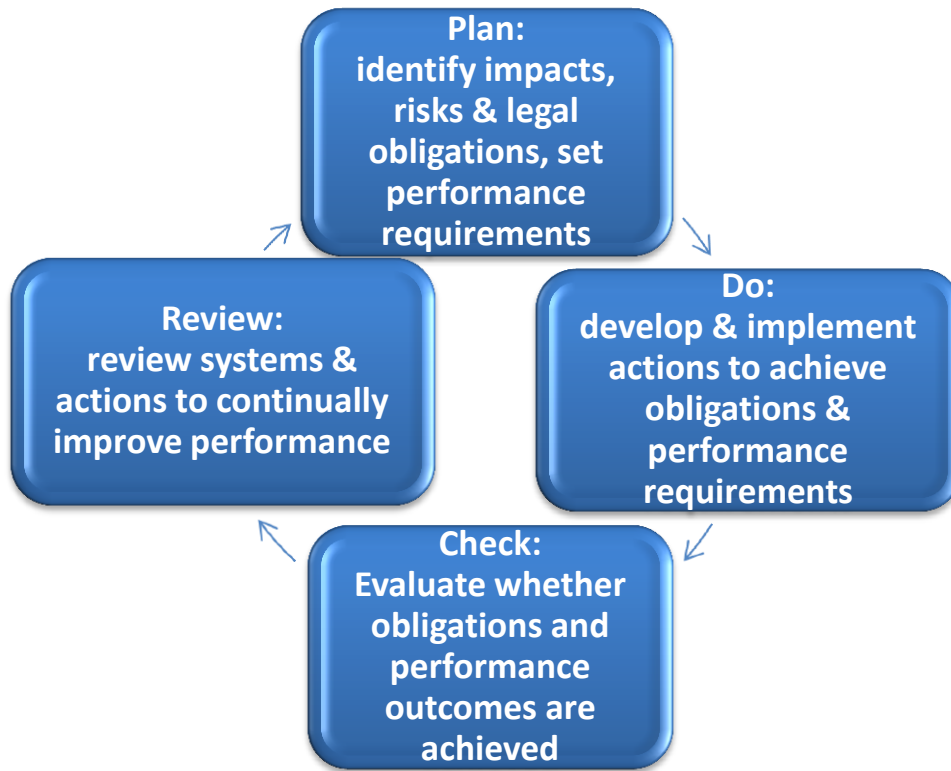 Plan:
identify impacts,
risks & legal
obligations, set
performance
requirements
Do:
develop & implement
actions to achieve
obligations &
performance
requirements
Check:
Evaluate whether
obligations and
performance
outcomes are
achieved
Review:
review systems &
actions to continually
improve performance